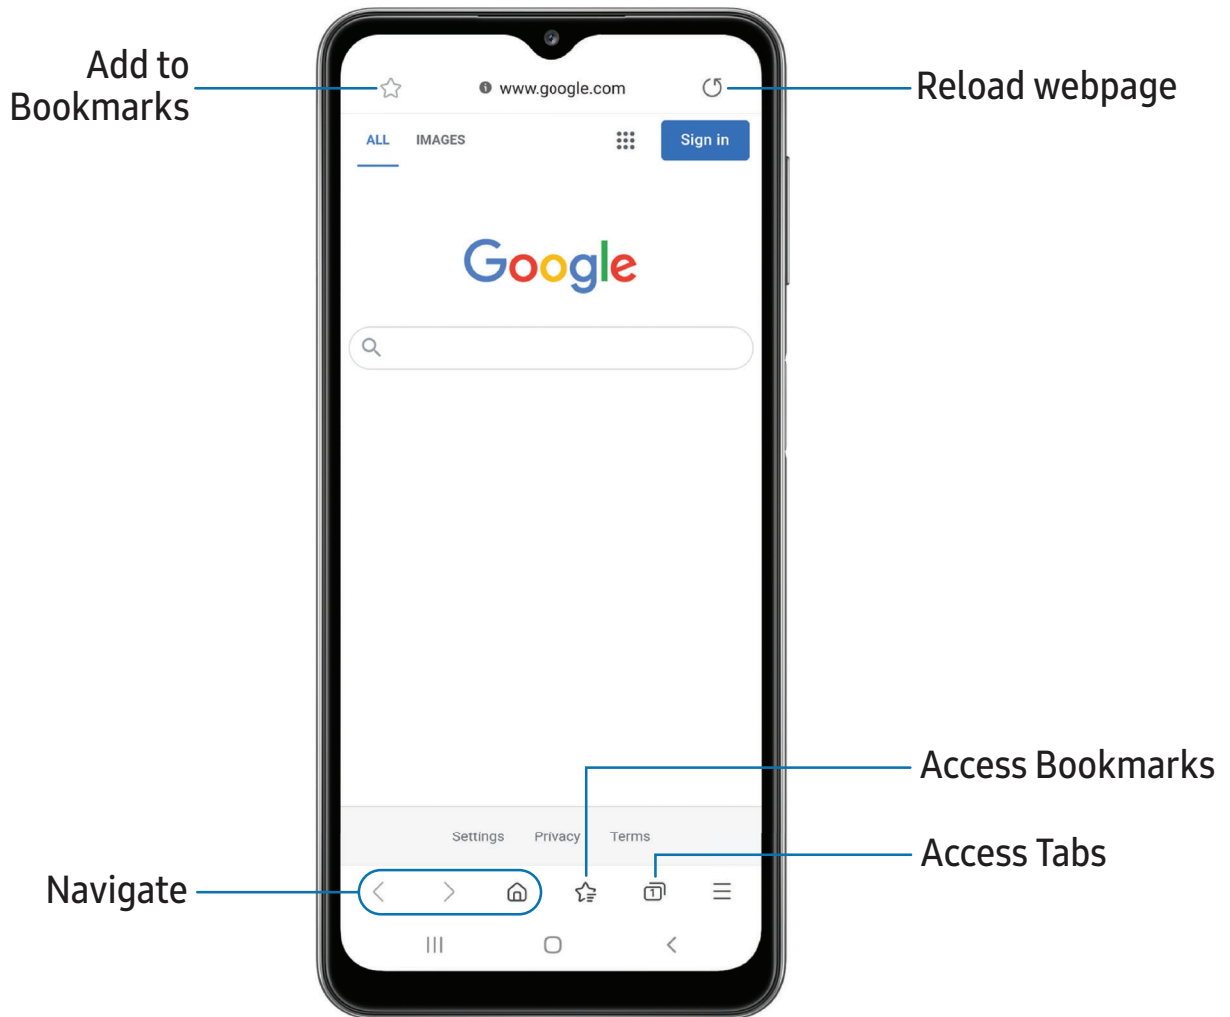 Add to
Bookmarks
www.google.com
Reload webpage
ALL IMAGES
Sign in
Google
Access Bookmarks
Settings Privacy Terms
Access Tabs
Navigate
1